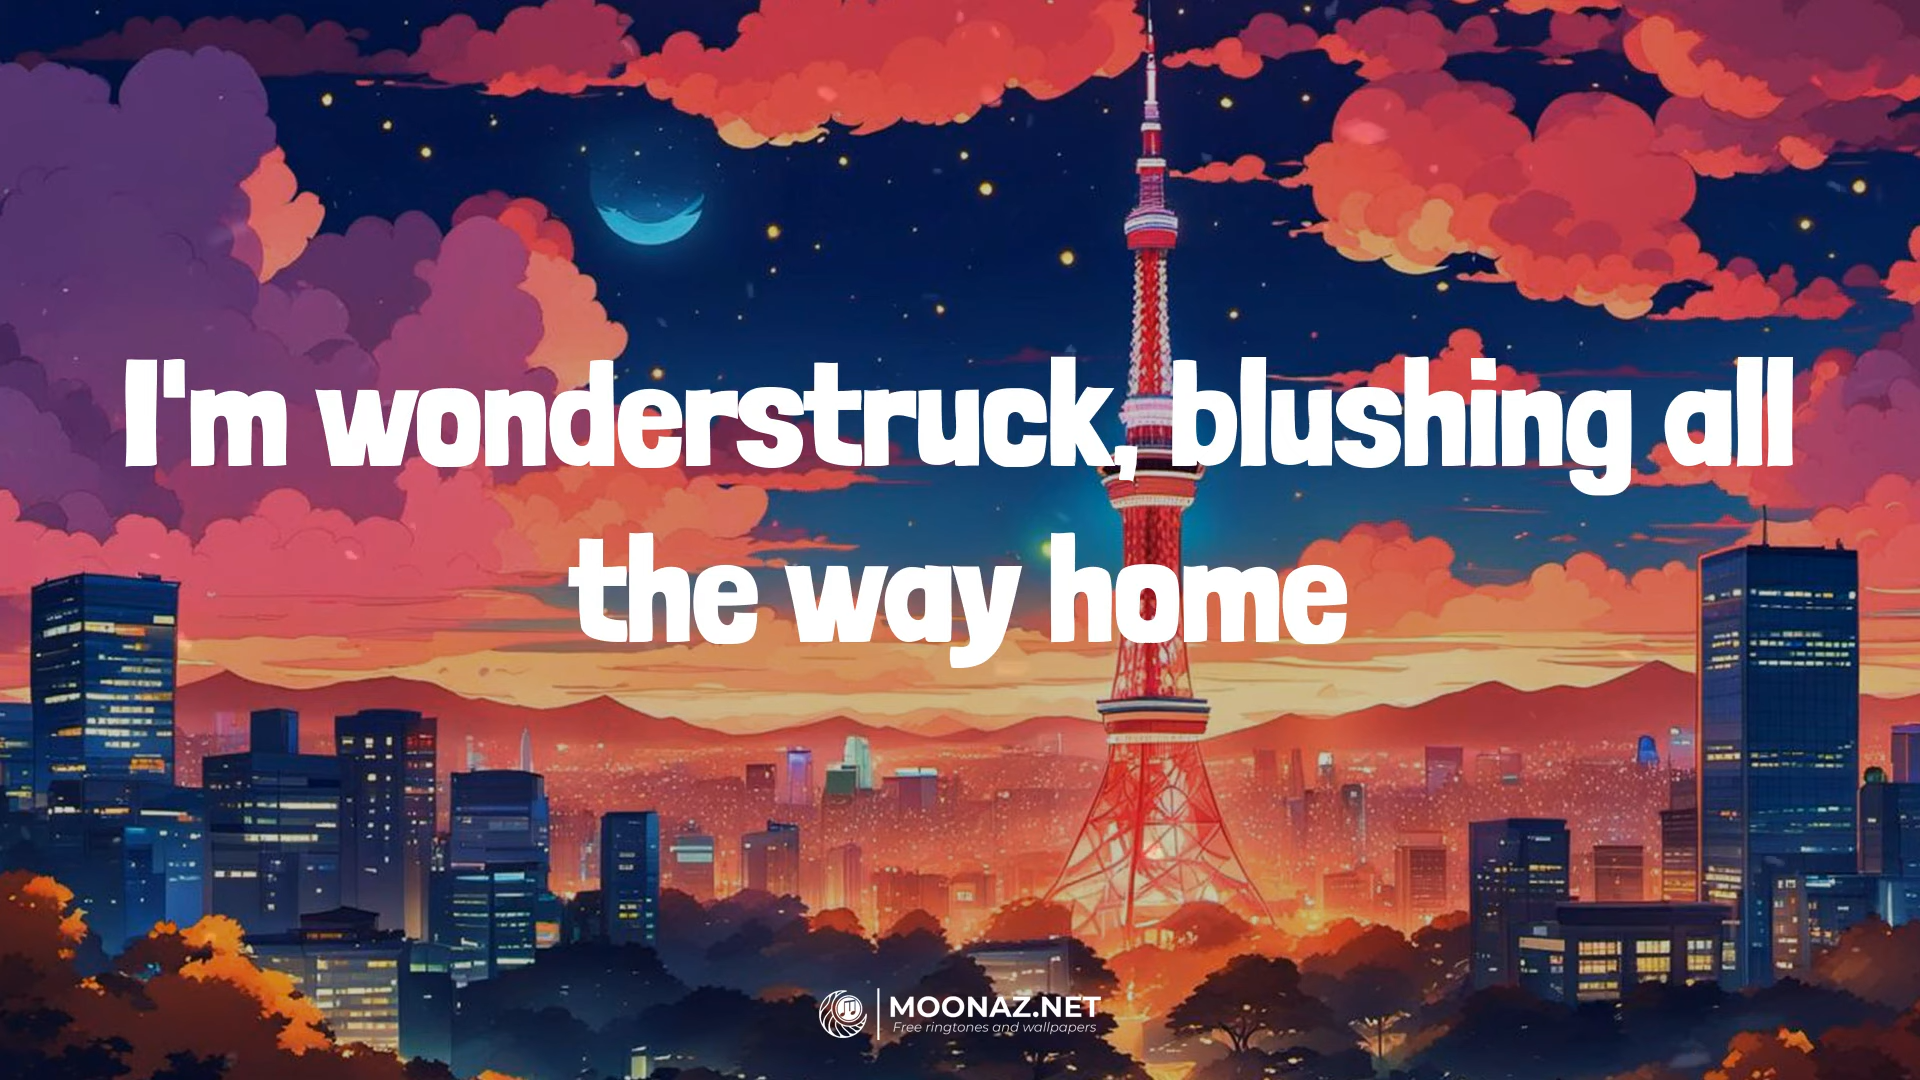 I'm wonderstruck, blushing all
the way home
MOONAZ.NET
Free ringtones and wallpapers